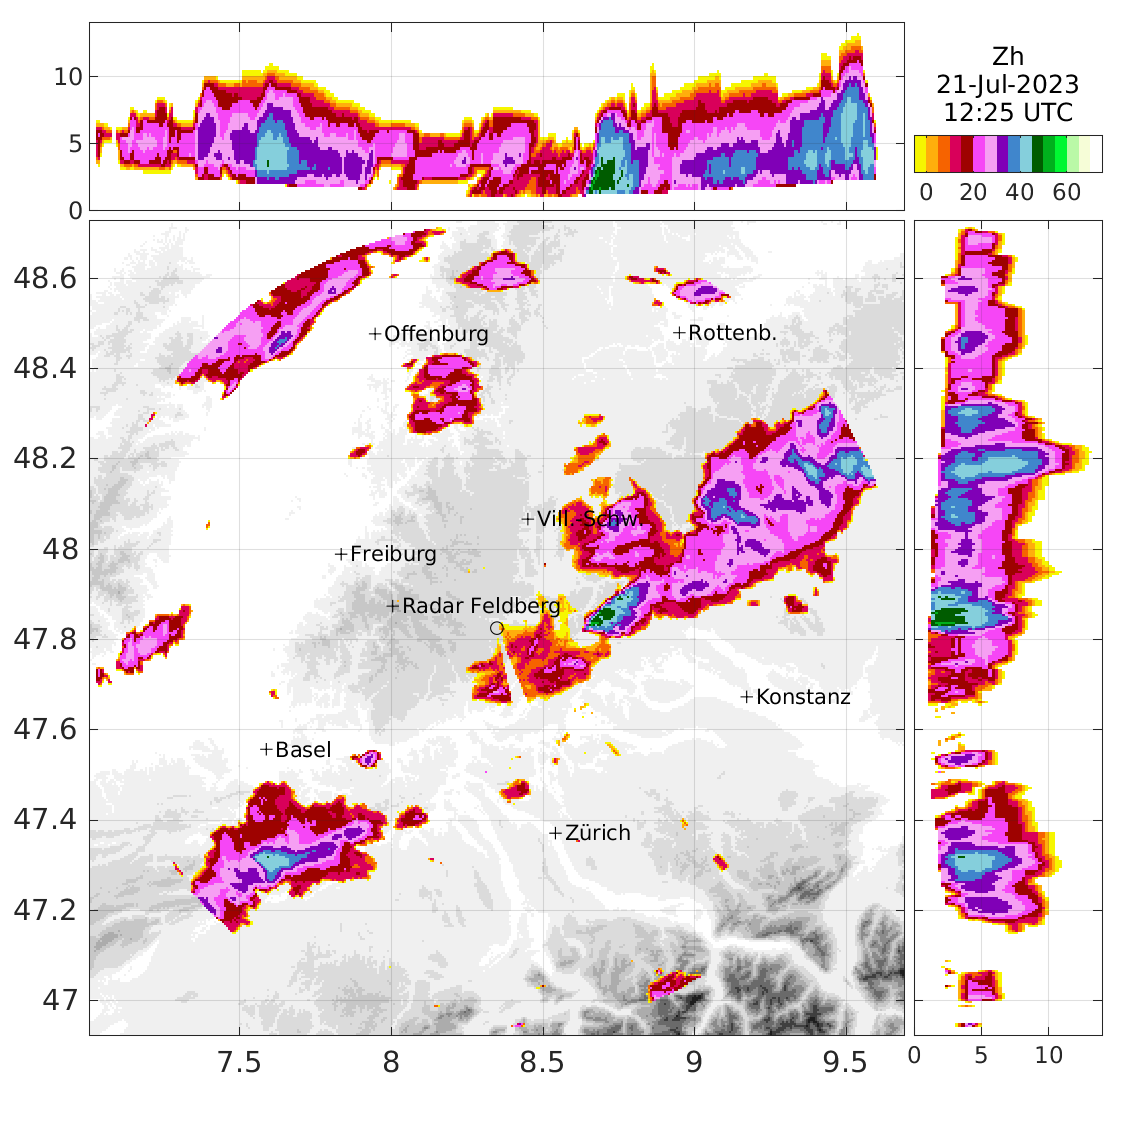 10
5
0
Zh
21-Jul-2023
12:25 UTC
0 20 40 60
48.6
48.4
48.2
48
47.8
47.6
47.4
47.2
47
+Offenburg
+Rottenb.
+Vill.-Schw.
+Freiburg
+Radar Feldberg
+Konstanz
+Basel
+Zürich
7.5 8 8.5 9 9.5
0 5 10